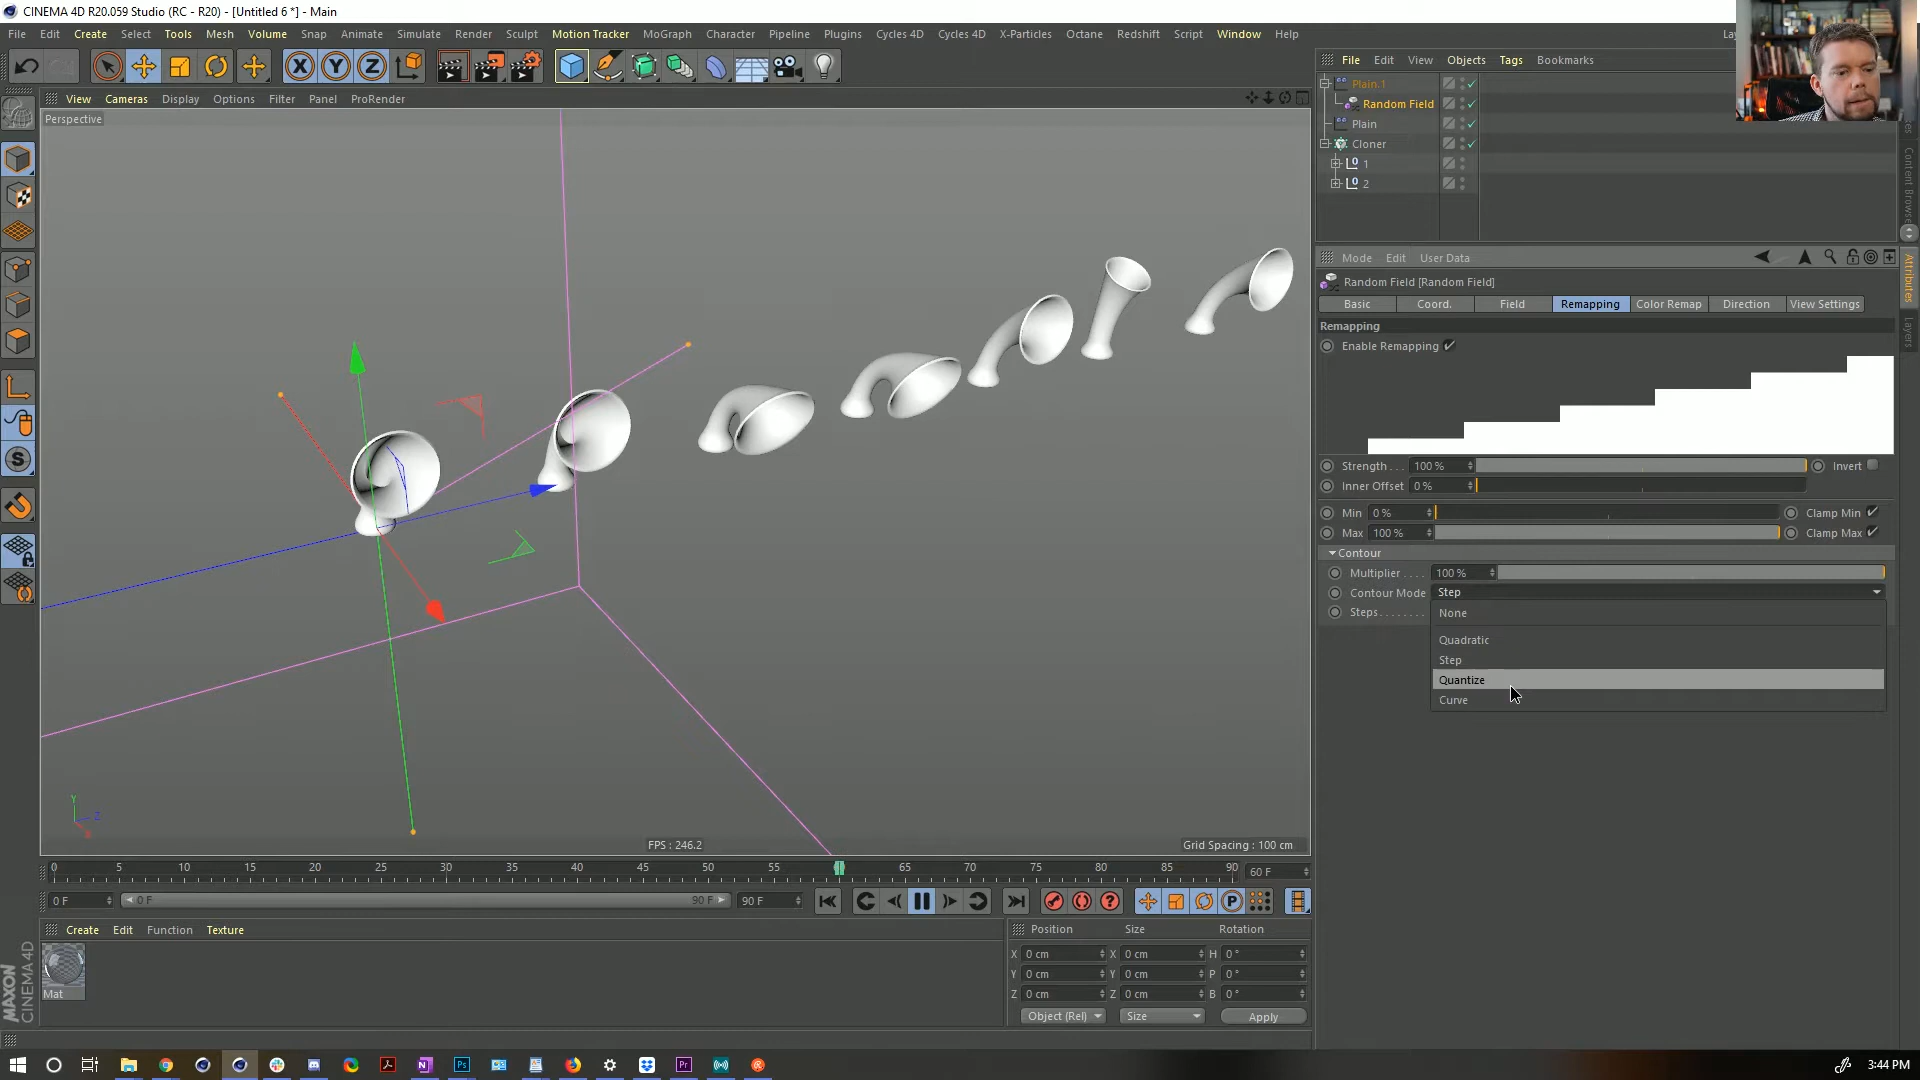 CINEMA 4D R20.059 Studio (RC - R20) - [Untitled 6 *] - Main
File Edit Create Select Tools Mesh Volume Snap Animate Simulate Render Sculpt Motion Tracker MoGraph Character Pipeline Plugins Cycles 4D Cycles 4D X-Particles Octane Redshift Script Window Help
File Edit View Objects Tags Bookmarks
Plain.1
Random Field
Plain
Cloner
1
2
View Cameras Display Options Filter Panel ProRender
Perspective
Mode Edit User Data
Random Field [Random Field]
Basic Coord. Field Remapping Color Remap Direction View Settings
Remapping
Enable Remapping
Strength . . . 100 % Invert
Inner Offset 0 %
Min 0 % Clamp Min
Max 100 % Clamp Max
Contour
Multiplier . . . . 100 %
Contour Mode Step
Steps . . . . . . . .
None
Quadratic
Step
Quantize
Curve
Attributes
Layers
Content Browser
Y
Z
X
FPS : 246.2
Grid Spacing : 100 cm
0 5 10 15 20 25 30 35 40 45 50 55 65 70 75 80 85 90 60 F
0 F 0 F 90 F 90 F
Create Edit Function Texture
Mat
Position Size Rotation
X 0 cm X 0 cm H 0 °
Y 0 cm Y 0 cm P 0 °
Z 0 cm Z 0 cm B 0 °
Object (Rel) Size Apply
MAXON
CINEMA 4D
3:44 PM